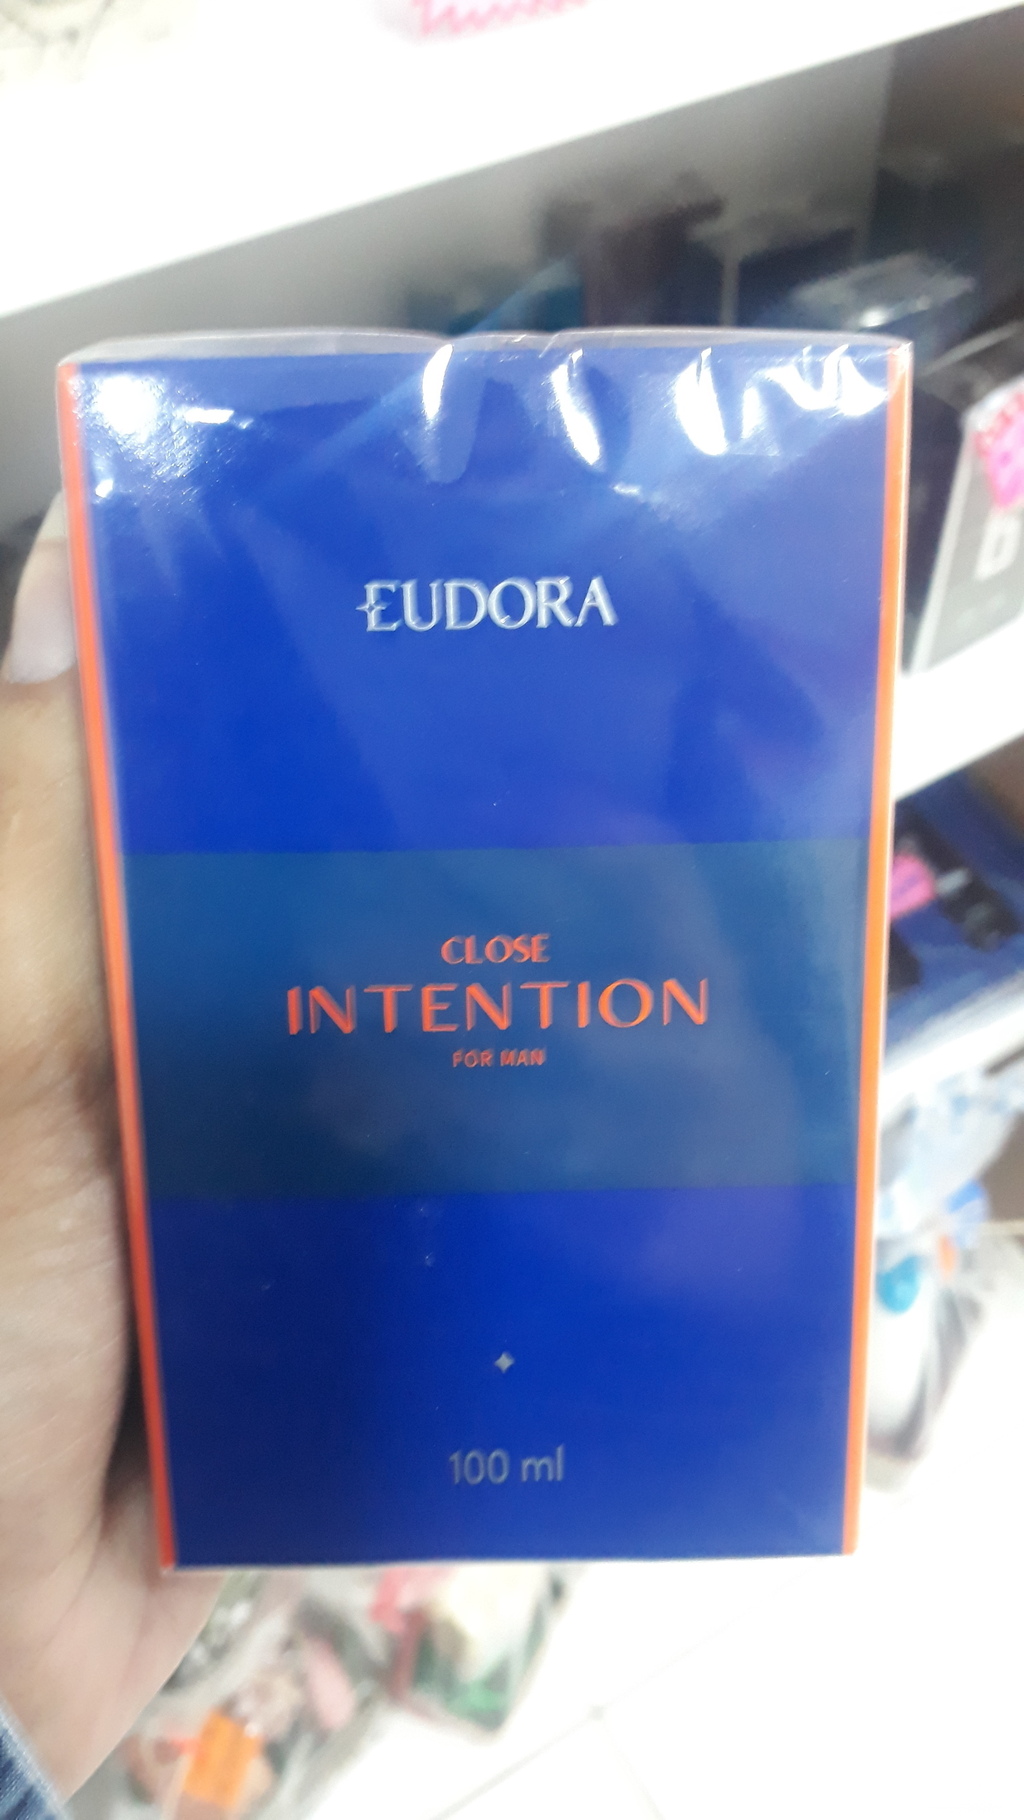 EUDORA
CLOSE
INTENTION
FOR MAN
100 ml